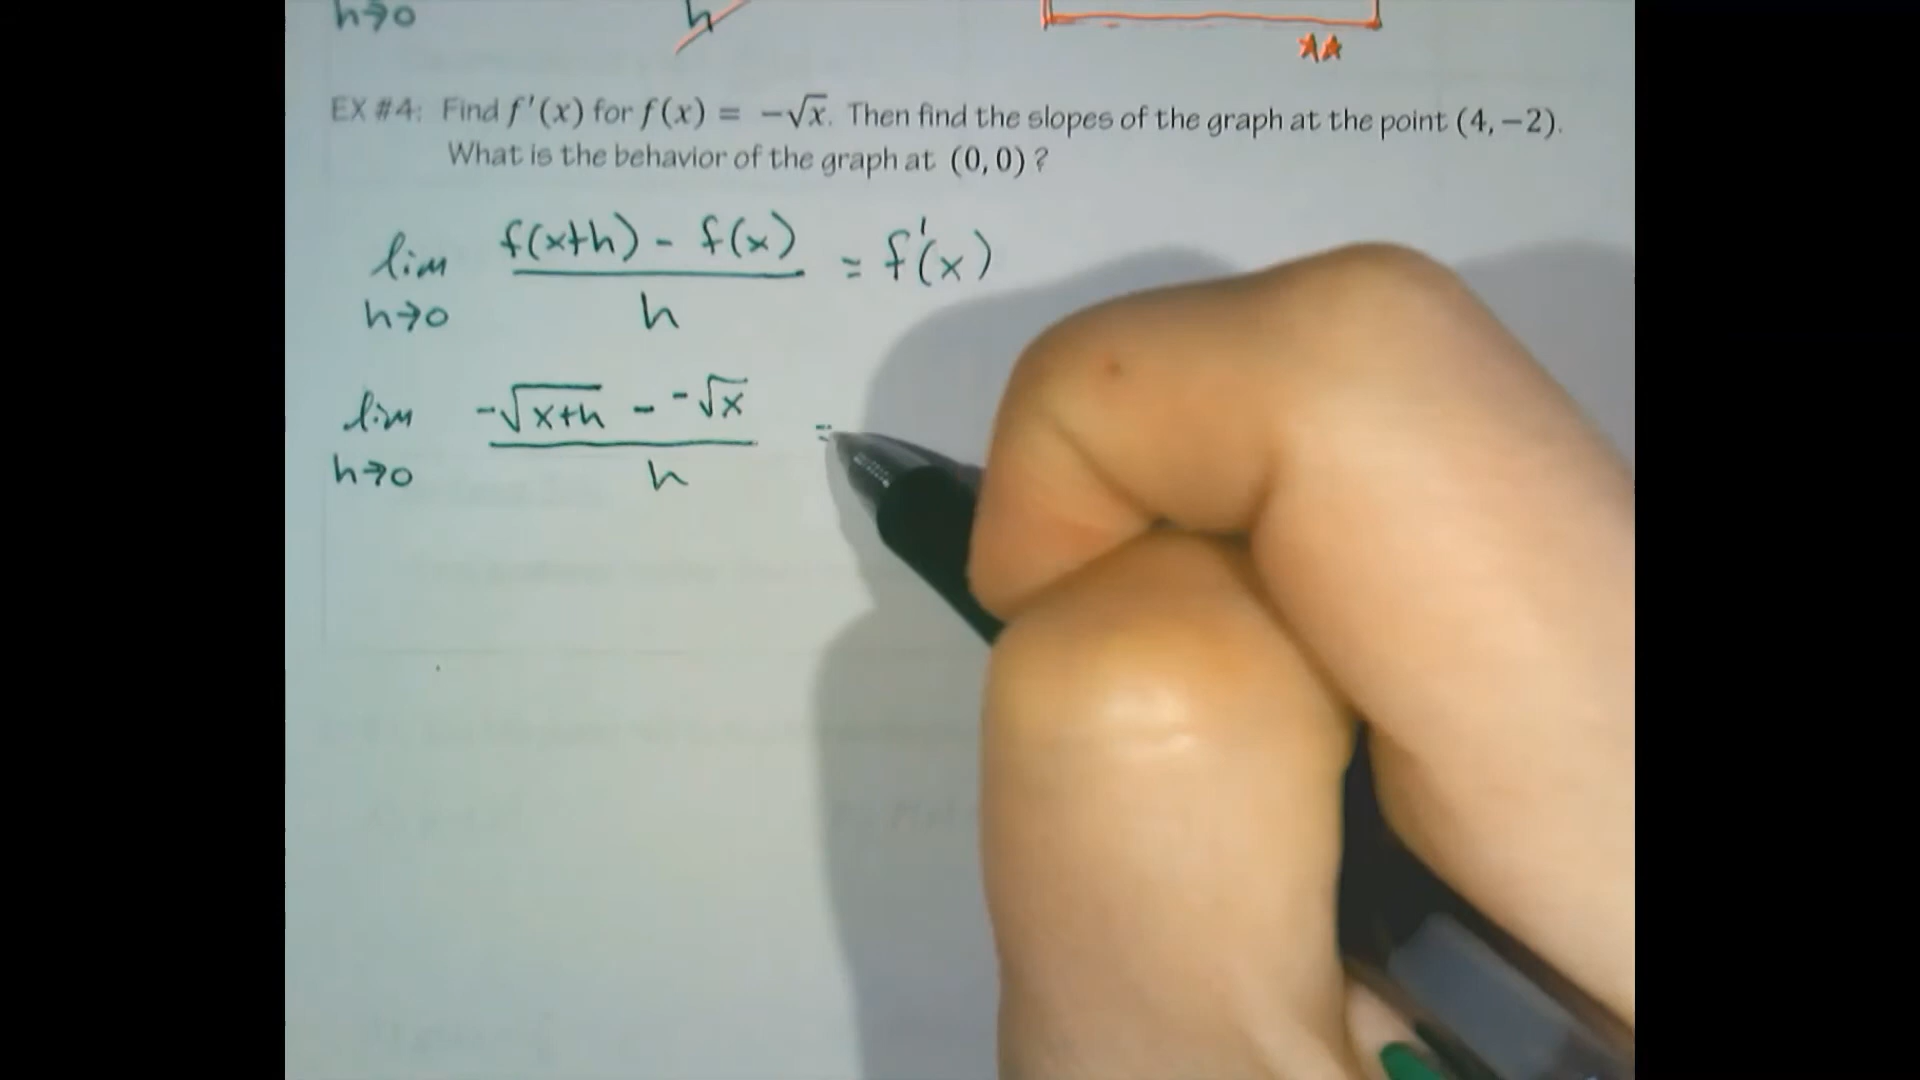 h→0 h
★★
EX #4: Find f'(x) for f(x) = −√x. Then find the slopes of the graph at the point (4, −2).
What is the behavior of the graph at (0, 0) ?
lim f(x+h) - f(x) = f'(x)
h→0 h
lim -√x+h - -√x =
h→0 h